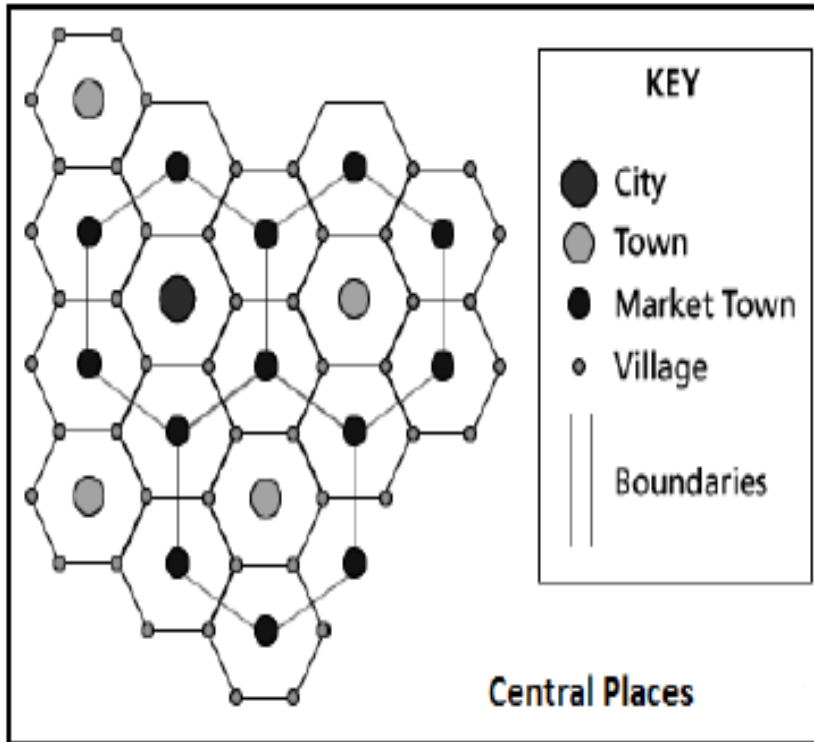 KEY
City
Town
Market Town
Village
Boundaries
Central Places